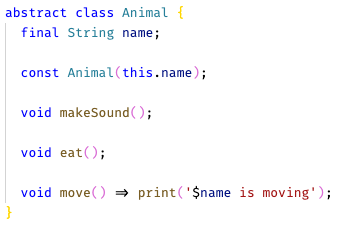 abstract class Animal {
  final String name;

  const Animal(this.name);

  void makeSound();

  void eat();

  void move() => print('$name is moving');
}